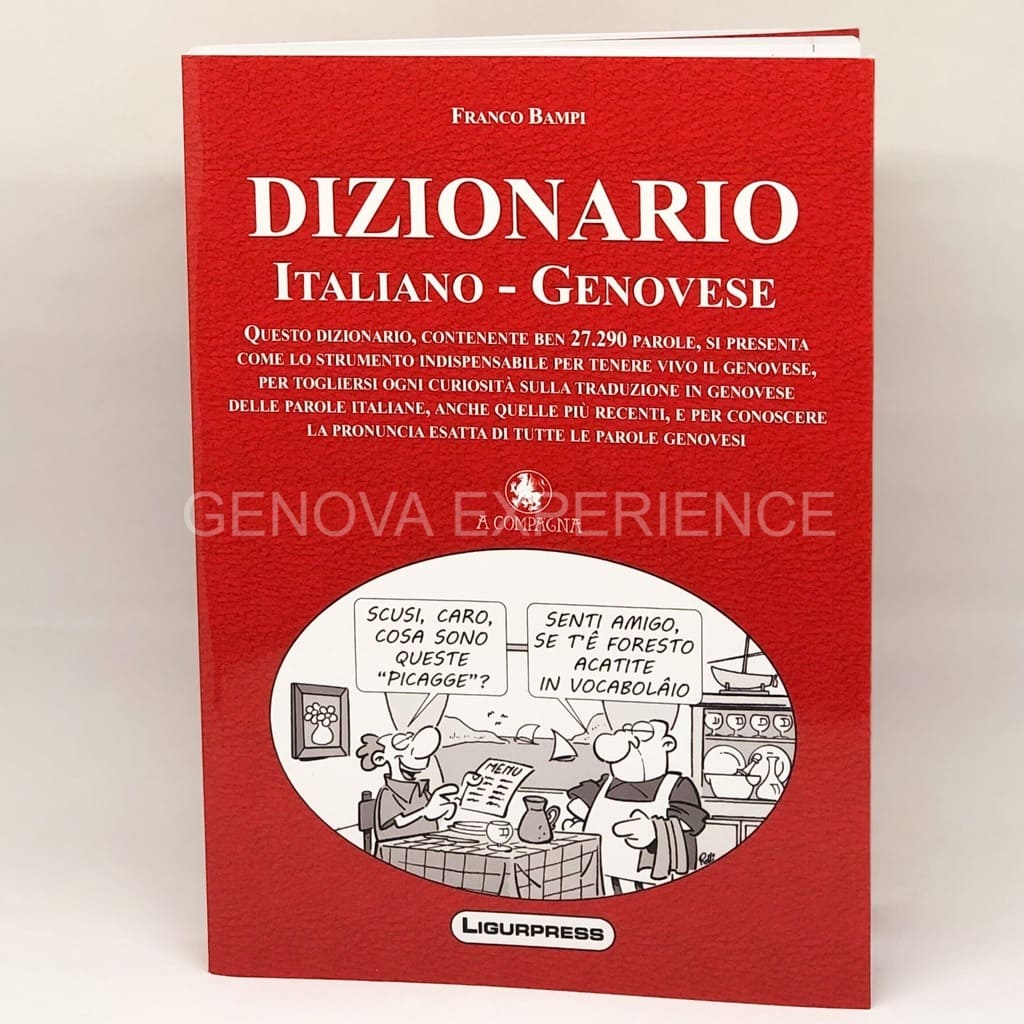 FRANCO BAMPI
DIZIONARIO
ITALIANO - GENOVESE
QUESTO DIZIONARIO, CONTENENTE BEN 27.290 PAROLE, SI PRESENTA
COME LO STRUMENTO INDISPENSABILE PER TENERE VIVO IL GENOVESE,
PER TOGLIERSI OGNI CURIOSITÀ SULLA TRADUZIONE IN GENOVESE
DELLE PAROLE ITALIANE, ANCHE QUELLE PIÙ RECENTI, E PER CONOSCERE
LA PRONUNCIA ESATTA DI TUTTE LE PAROLE GENOVESI
GENOVA EXPERIENCE
A COMPAGNA
SCUSI, CARO,
COSA SONO
QUESTE
"PICAGGE"?
SENTI AMIGO,
SE T'Ê FORESTO
ACATITE
IN VOCABOLÂIO
MENU
LIGURPRESS